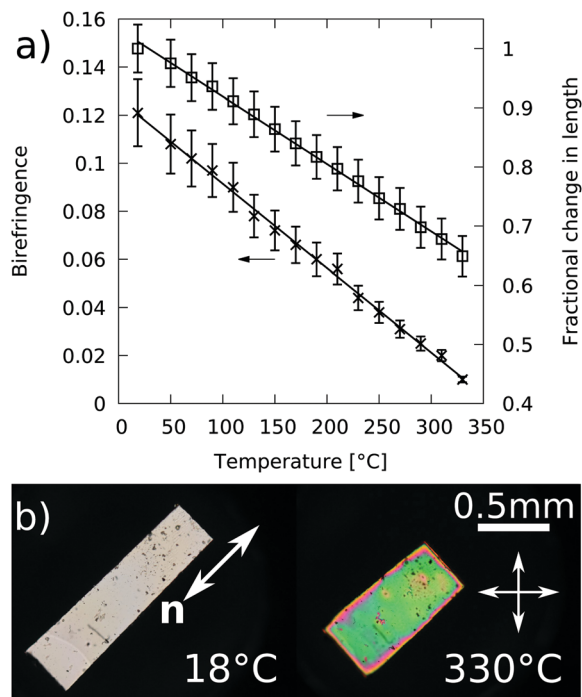 a)
0.16
0.14
0.12
0.1
0.08
0.06
0.04
0.02
0
Birefringence
1
0.9
0.8
0.7
0.6
0.5
0.4
Fractional change in length
0 50 100 150 200 250 300 350
Temperature [°C]
b)
n
18°C
0.5mm
330°C